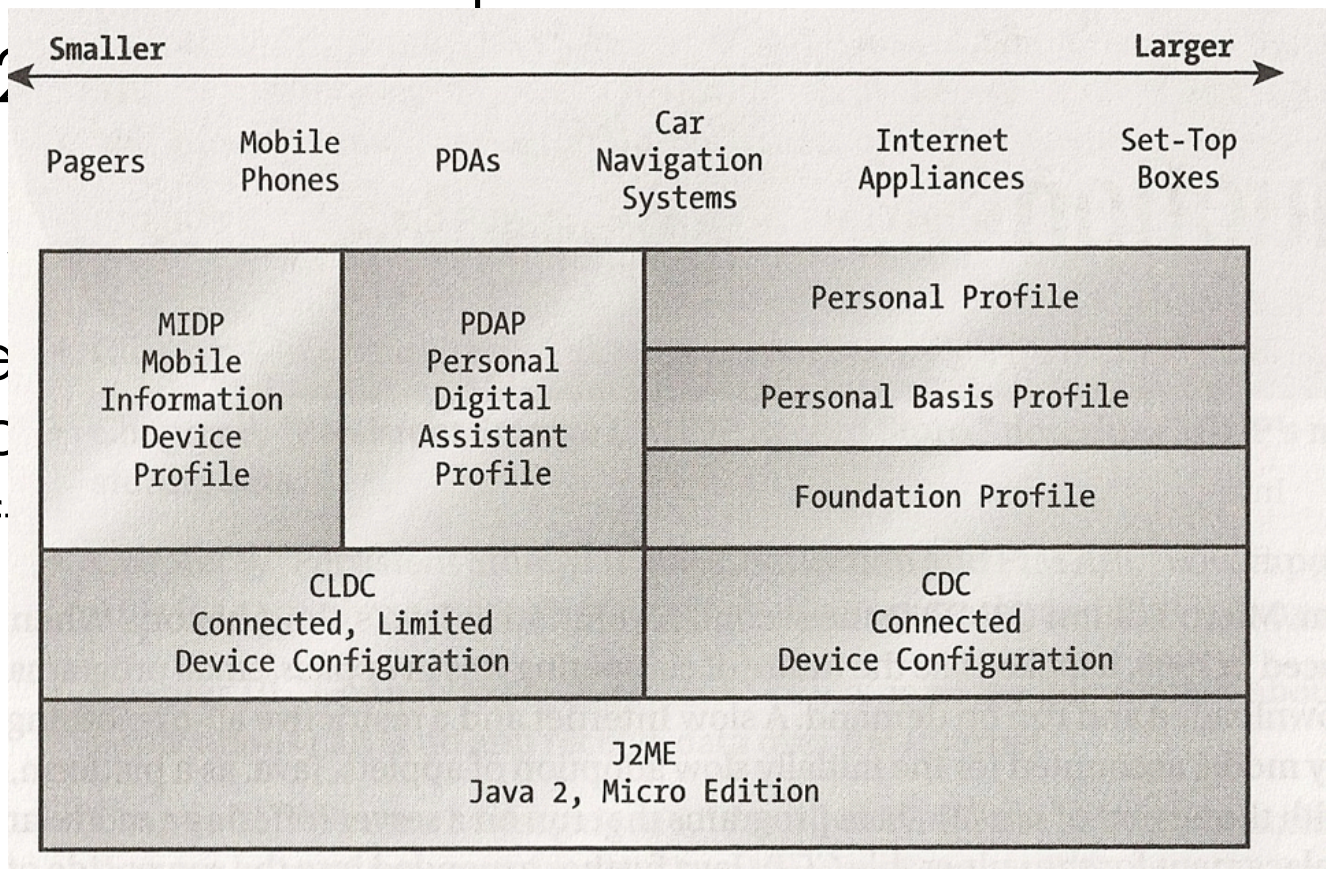 Smaller
Larger
Pagers
Mobile
Phones
PDAs
Car
Navigation
Systems
Internet
Appliances
Set-Top
Boxes
MIDP
Mobile
Information
Device
Profile
PDAP
Personal
Digital
Assistant
Profile
Personal Profile
Personal Basis Profile
Foundation Profile
CLDC
Connected, Limited
Device Configuration
CDC
Connected
Device Configuration
J2ME
Java 2, Micro Edition